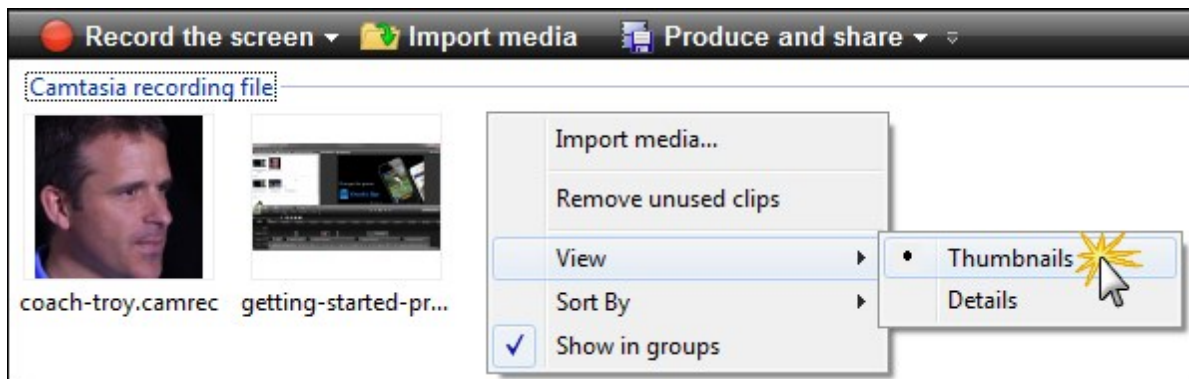 Record the screen Import media Produce and share
Camtasia recording file
Import media...
Remove unused clips
View
Thumbnails
Sort By
Details
Show in groups
coach-troy.camrec getting-started-pr...